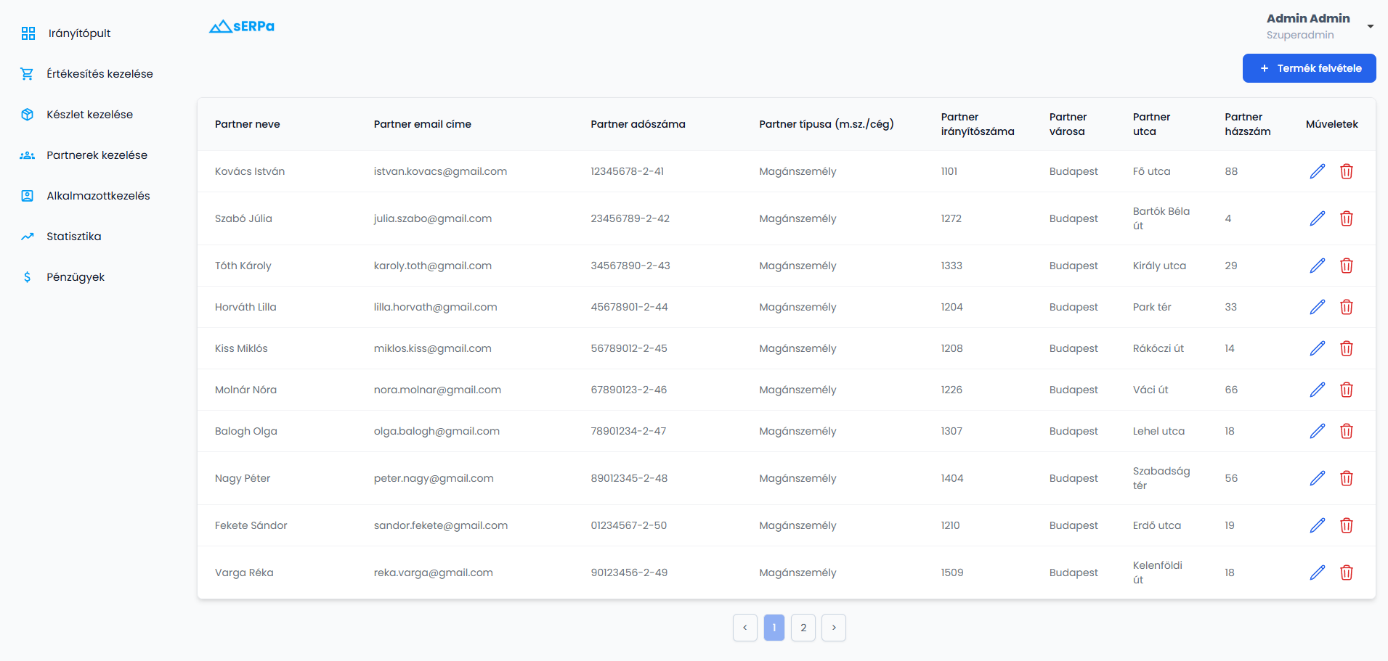 Irányítópult
Értékesítés kezelése
Készlet kezelése
Partnerek kezelése
Alkalmazottkezelés
Statisztika
Pénzügyek
sERPa
Admin Admin
Szuperadmin
+ Termék felvétele
Partner neve Partner email címe Partner adószáma Partner típusa (m.sz./cég) Partner irányítószáma Partner városa Partner utca Partner házszám Műveletek
Kovács István istvan.kovacs@gmail.com 12345678-2-41 Magánszemély 1101 Budapest Fő utca 88
Szabó Júlia julia.szabo@gmail.com 23456789-2-42 Magánszemély 1272 Budapest Bartók Béla út 4
Tóth Károly karoly.toth@gmail.com 34567890-2-43 Magánszemély 1333 Budapest Király utca 29
Horváth Lilla lilla.horvath@gmail.com 45678901-2-44 Magánszemély 1204 Budapest Park tér 33
Kiss Miklós miklos.kiss@gmail.com 56789012-2-45 Magánszemély 1208 Budapest Rákóczi út 14
Molnár Nóra nora.molnar@gmail.com 67890123-2-46 Magánszemély 1226 Budapest Váci út 66
Balogh Olga olga.balogh@gmail.com 78901234-2-47 Magánszemély 1307 Budapest Lehel utca 18
Nagy Péter peter.nagy@gmail.com 89012345-2-48 Magánszemély 1404 Budapest Szabadság tér 56
Fekete Sándor sandor.fekete@gmail.com 01234567-2-50 Magánszemély 1210 Budapest Erdő utca 19
Varga Réka reka.varga@gmail.com 90123456-2-49 Magánszemély 1509 Budapest Kelenföldi út 18
< 1 2 >